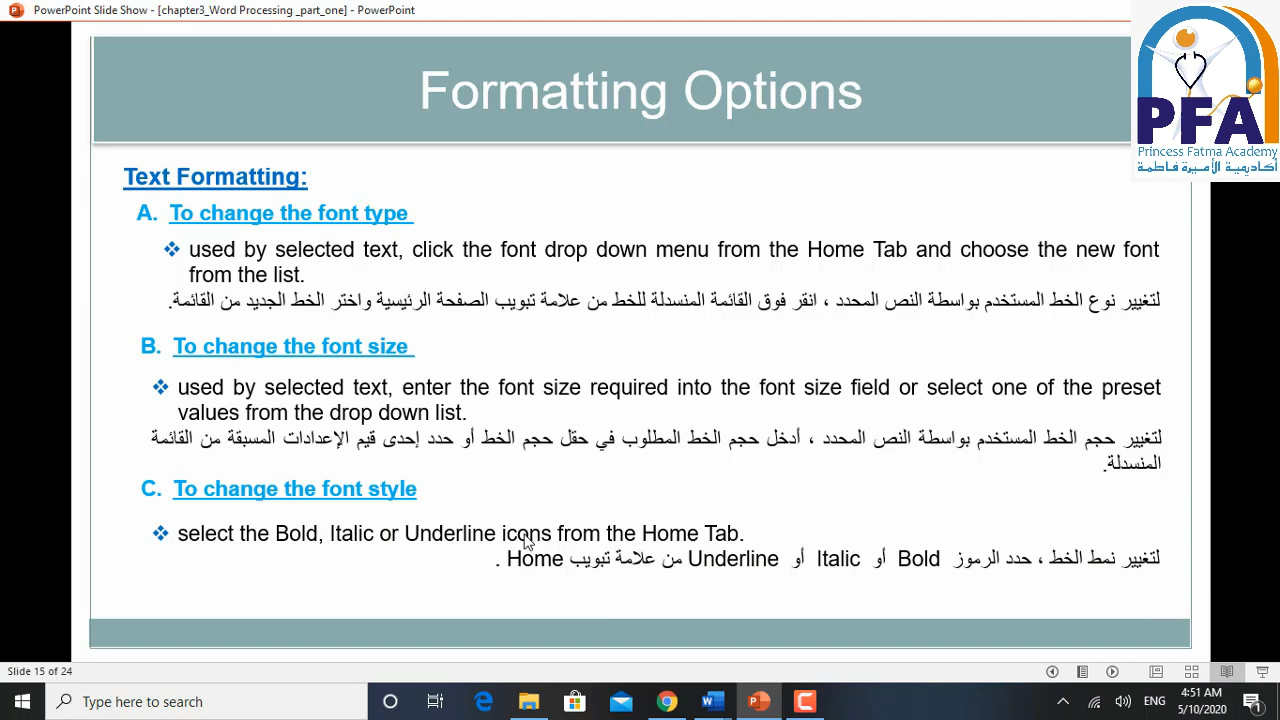 PowerPoint Slide Show - [chapter3_Word Processing _part_one] - PowerPoint
PFA
Princess Fatma Academy
أكاديمية الأميرة فاطمة
Formatting Options
Text Formatting:
A. To change the font type
❖ used by selected text, click the font drop down menu from the Home Tab and choose the new font
from the list.
لتغيير نوع الخط المستخدم بواسطة النص المحدد ، انقر فوق القائمة المنسدلة للخط من علامة تبويب الصفحة الرئيسية واختر الخط الجديد من القائمة.
B. To change the font size
❖ used by selected text, enter the font size required into the font size field or select one of the preset
values from the drop down list.
لتغيير حجم الخط المستخدم بواسطة النص المحدد ، أدخل حجم الخط المطلوب في حقل حجم الخط أو حدد إحدى قيم الإعدادات المسبقة من القائمة
المنسدلة.
C. To change the font style
❖ select the Bold, Italic or Underline icons from the Home Tab.
لتغيير نمط الخط ، حدد الرموز Bold أو Italic أو Underline من علامة تبويب Home .
Slide 15 of 24
Type here to search
ENG
4:51 AM
5/10/2020
1